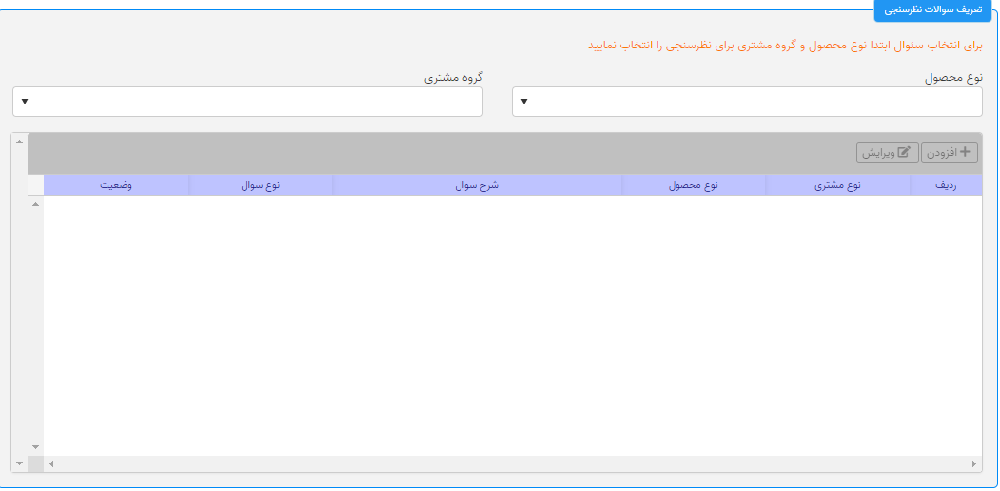 تعریف سوالات نظرسنجی
برای انتخاب سئوال ابتدا نوع محصول و گروه مشتری برای نظرسنجی را انتخاب نمایید
نوع محصول
گروه مشتری
افزودن ویرایش
ردیف نوع مشتری نوع محصول شرح سوال نوع سوال وضعیت